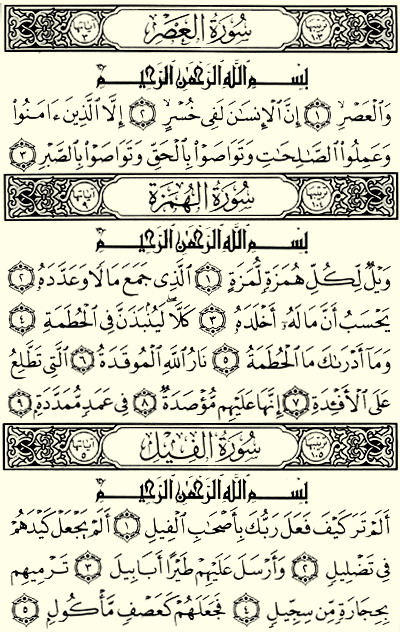 سُورَةُ العَصْرِ
بِسْمِ ٱللَّهِ ٱلرَّحْمَٰنِ ٱلرَّحِيمِ
وَٱلْعَصْرِ ١ إِنَّ ٱلْإِنسَٰنَ لَفِى خُسْرٍ ٢ إِلَّا ٱلَّذِينَ ءَامَنُوا۟
وَعَمِلُوا۟ ٱلصَّٰلِحَٰتِ وَتَوَاصَوْا۟ بِٱلْحَقِّ وَتَوَاصَوْا۟ بِٱلصَّبْرِ ٣
سُورَةُ الهُمَزَةِ
بِسْمِ ٱللَّهِ ٱلرَّحْمَٰنِ ٱلرَّحِيمِ
وَيْلٌ لِّكُلِّ هُمَزَةٍ لُّمَزَةٍ ١ ٱلَّذِى جَمَعَ مَالًا وَعَدَّدَهُۥ ٢
يَحْسَبُ أَنَّ مَالَهُۥٓ أَخْلَدَهُۥ ٣ كَلَّا ۖ لَيُنۢبَذَنَّ فِى ٱلْحُطَمَةِ ٤
وَمَآ أَدْرَىٰكَ مَا ٱلْحُطَمَةُ ٥ نَارُ ٱللَّهِ ٱلْمُوقَدَةُ ٦ ٱلَّتِى تَطَّلِعُ
عَلَى ٱلْأَفْـِٔدَةِ ٧ إِنَّهَا عَلَيْهِم مُّؤْصَدَةٌ ٨ فِى عَمَدٍ مُّمَدَّدَةٍۭ ٩
سُورَةُ الفِيلِ
بِسْمِ ٱللَّهِ ٱلرَّحْمَٰنِ ٱلرَّحِيمِ
أَلَمْ تَرَ كَيْفَ فَعَلَ رَبُّكَ بِأَصْحَٰبِ ٱلْفِيلِ ١ أَلَمْ يَجْعَلْ كَيْدَهُمْ
فِى تَضْلِيلٍ ٢ وَأَرْسَلَ عَلَيْهِمْ طَيْرًا أَبَابِيلَ ٣ تَرْمِيهِم
بِحِجَارَةٍ مِّن سِجِّيلٍ ٤ فَجَعَلَهُمْ كَعَصْفٍ مَّأْكُولٍۭ ٥